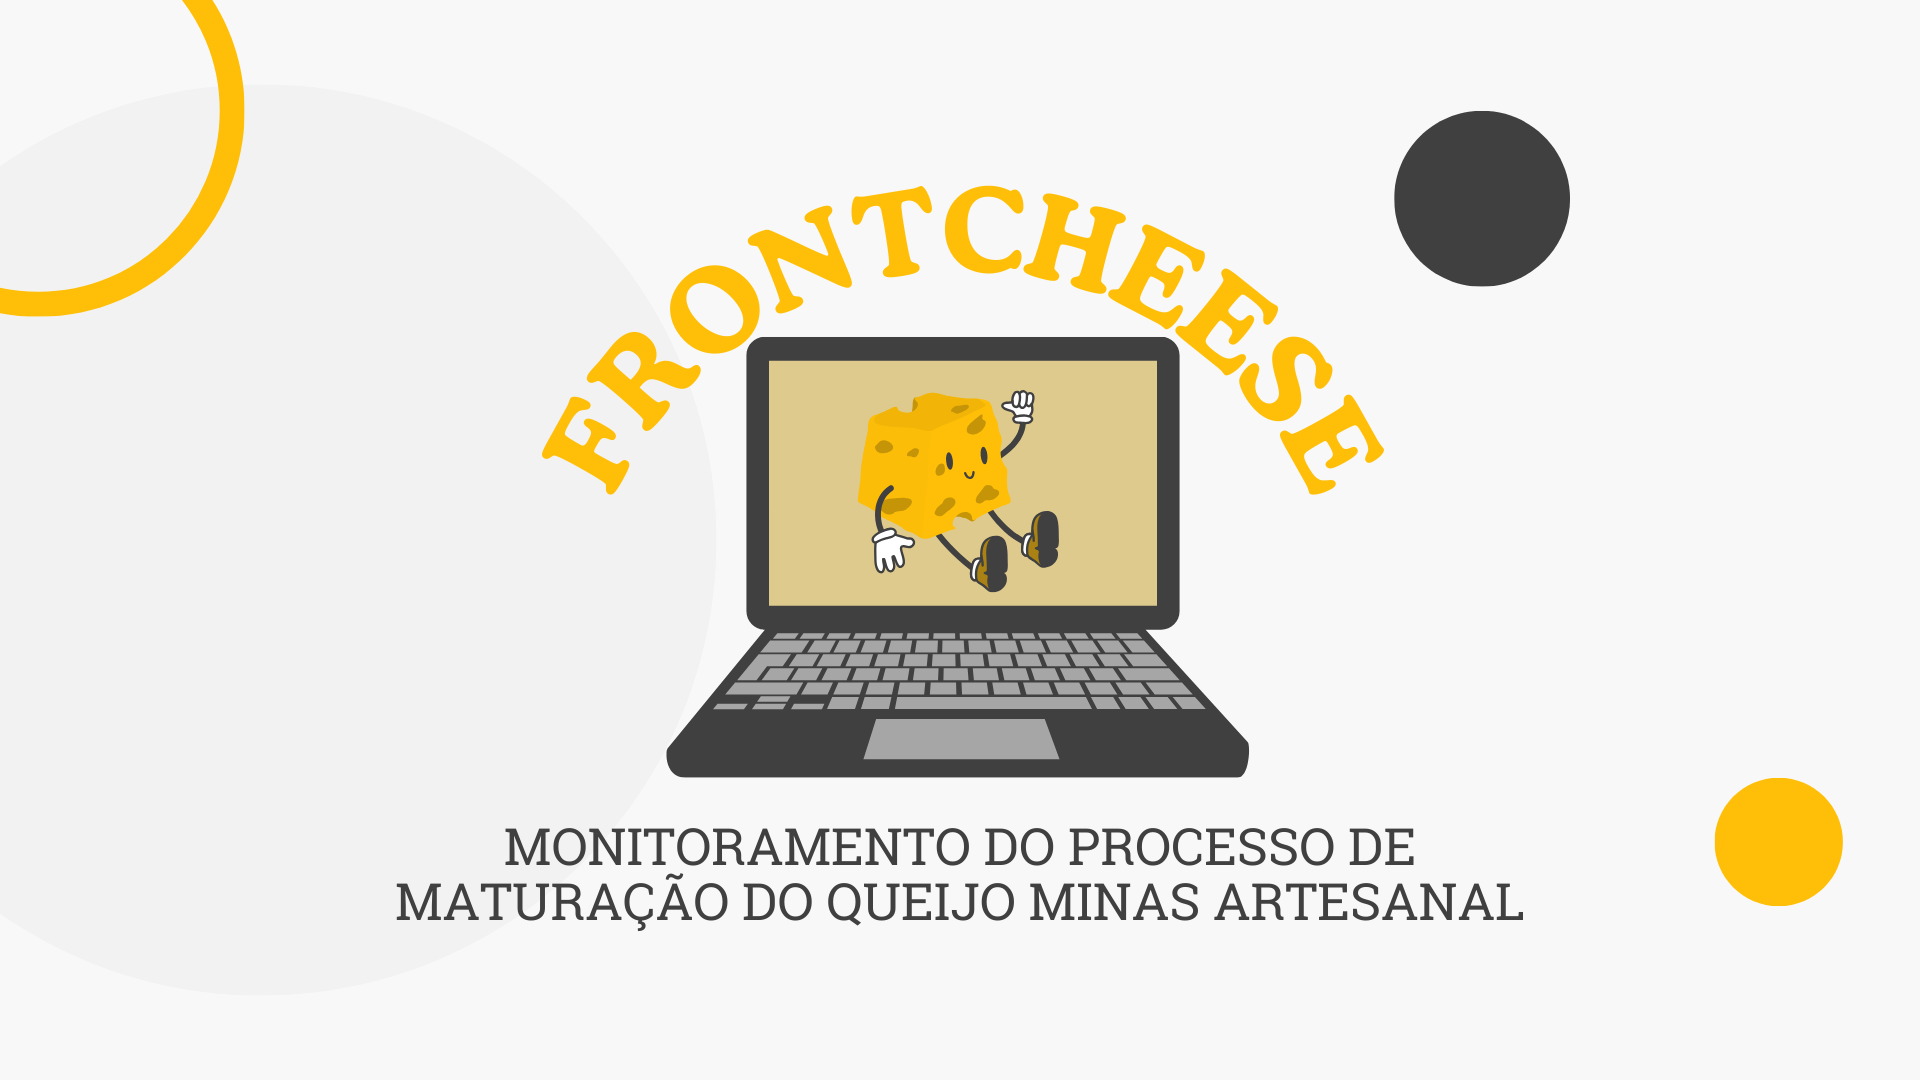 FRONTCHEESE
MONITORAMENTO DO PROCESSO DE
MATURAÇÃO DO QUEIJO MINAS ARTESANAL